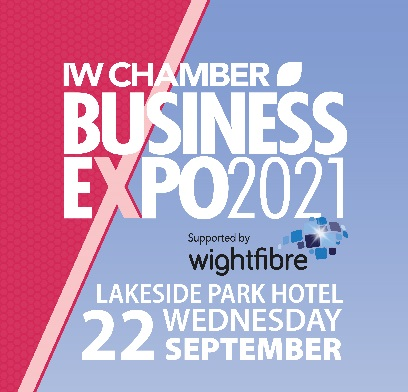 IW CHAMBER
BUSINESS
EXPO2021
Supported by
wightfibre
LAKESIDE PARK HOTEL
22 WEDNESDAY
SEPTEMBER